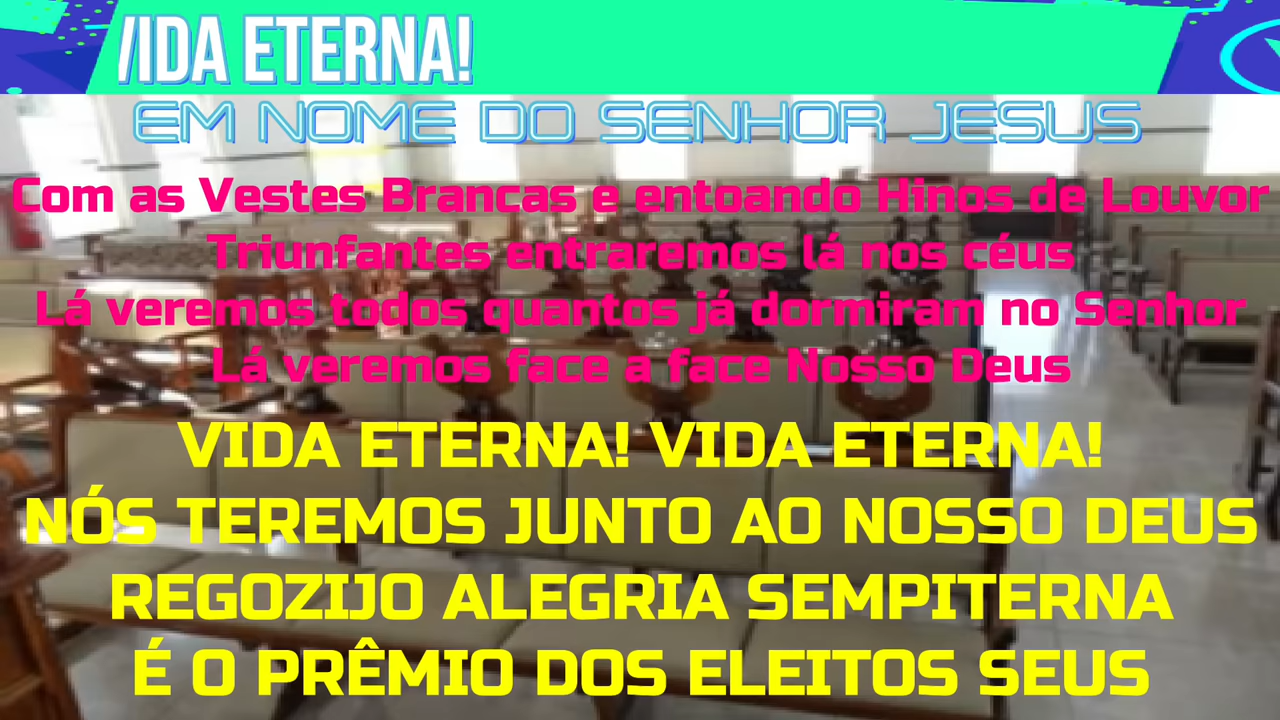 VIDA ETERNA!
EM NOME DO SENHOR JESUS
Com as Vestes Brancas e entoando Hinos de Louvor
Triunfantes entraremos lá nos céus
Lá veremos todos quantos já dormiram no Senhor
Lá veremos face a face Nosso Deus
VIDA ETERNA! VIDA ETERNA!
NÓS TEREMOS JUNTO AO NOSSO DEUS
REGOZIJO ALEGRIA SEMPITERNA
É O PRÊMIO DOS ELEITOS SEUS